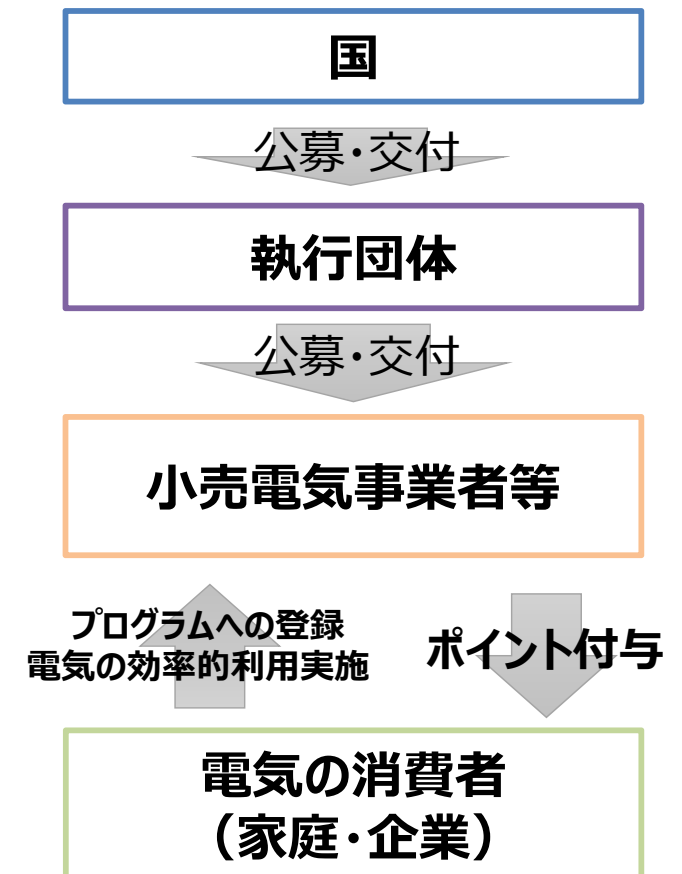 国
公募・交付
執行団体
公募・交付
小売電気事業者等
プログラムへの登録
電気の効率的利用実施
ポイント付与
電気の消費者
（家庭・企業）